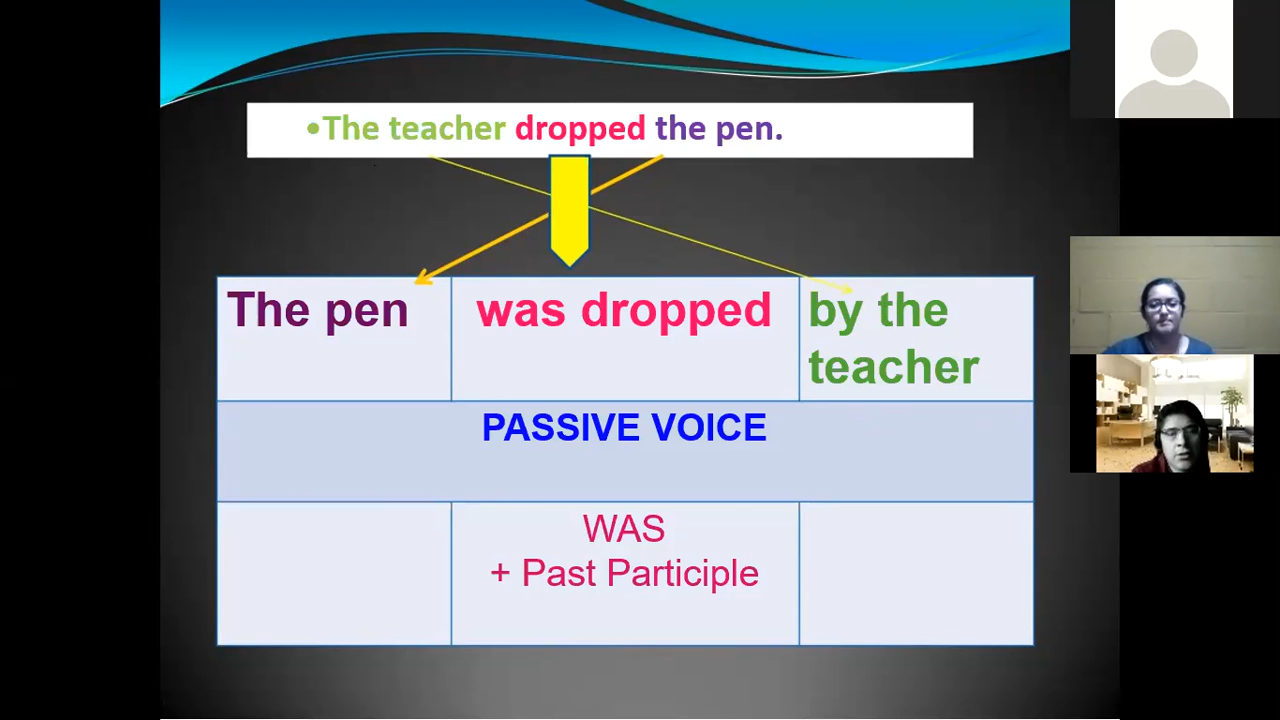 •The teacher dropped the pen.
The pen
was dropped
by the
teacher
PASSIVE VOICE
WAS
+ Past Participle